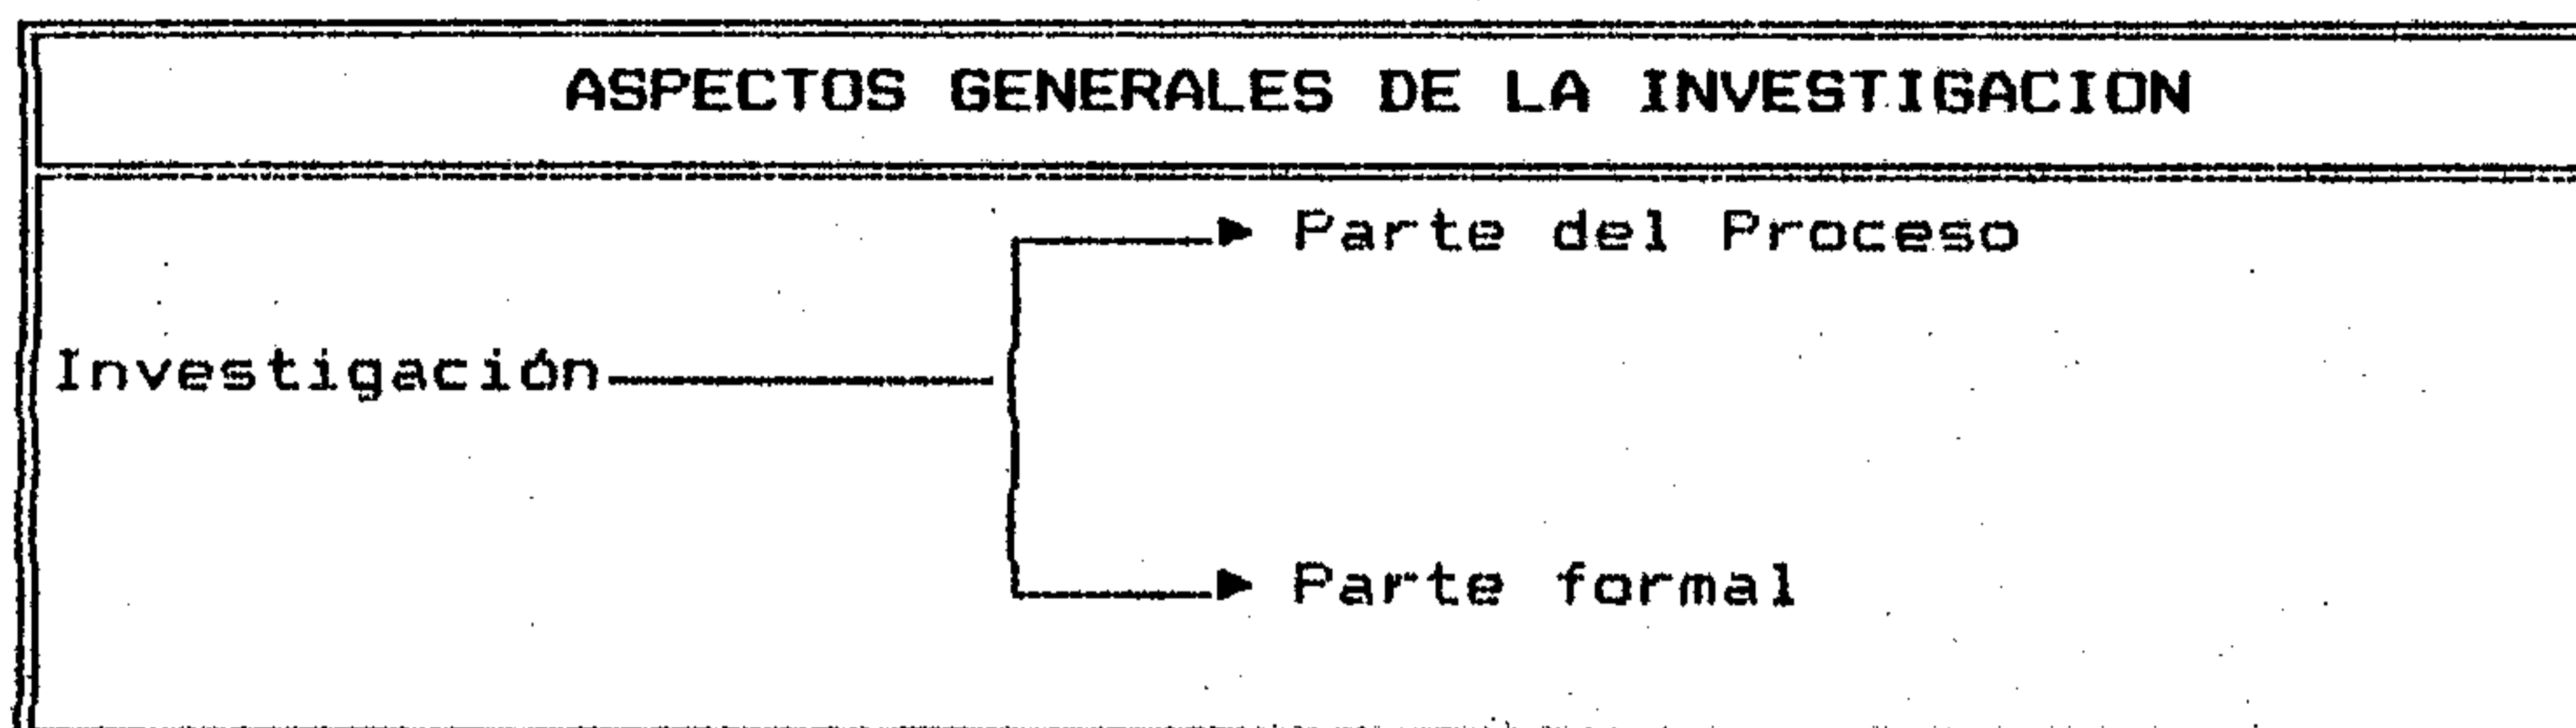 ASPECTOS GENERALES DE LA INVESTIGACION
Parte del Proceso
Investigación
Parte formal